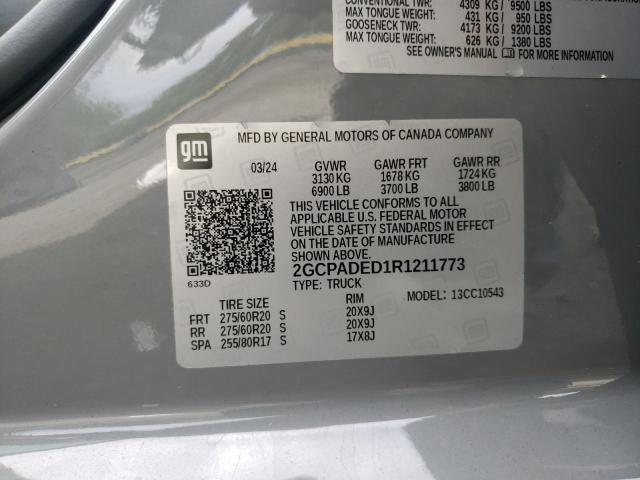 CONVENTIONAL TWR: 4309 KG / 9500 LBS
MAX TONGUE WEIGHT: 431 KG / 950 LBS
GOOSENECK TWR: 4173 KG / 9200 LBS
MAX TONGUE WEIGHT: 626 KG / 1380 LBS
SEE OWNER'S MANUAL FOR MORE INFORMATION
gm
MFD BY GENERAL MOTORS OF CANADA COMPANY
03/24 GVWR GAWR FRT GAWR RR
3130 KG 1678 KG 1724 KG
6900 LB 3700 LB 3800 LB
THIS VEHICLE CONFORMS TO ALL
APPLICABLE U.S. FEDERAL MOTOR
VEHICLE SAFETY STANDARDS IN EFFECT
ON THE DATE OF MANUFACTURE
SHOWN ABOVE.
633D
2GCPADED1R1211773
TYPE: TRUCK MODEL: 13CC10543
TIRE SIZE RIM
FRT 275/60R20 S 20X9J
RR 275/60R20 S 20X9J
SPA 255/80R17 S 17X8J